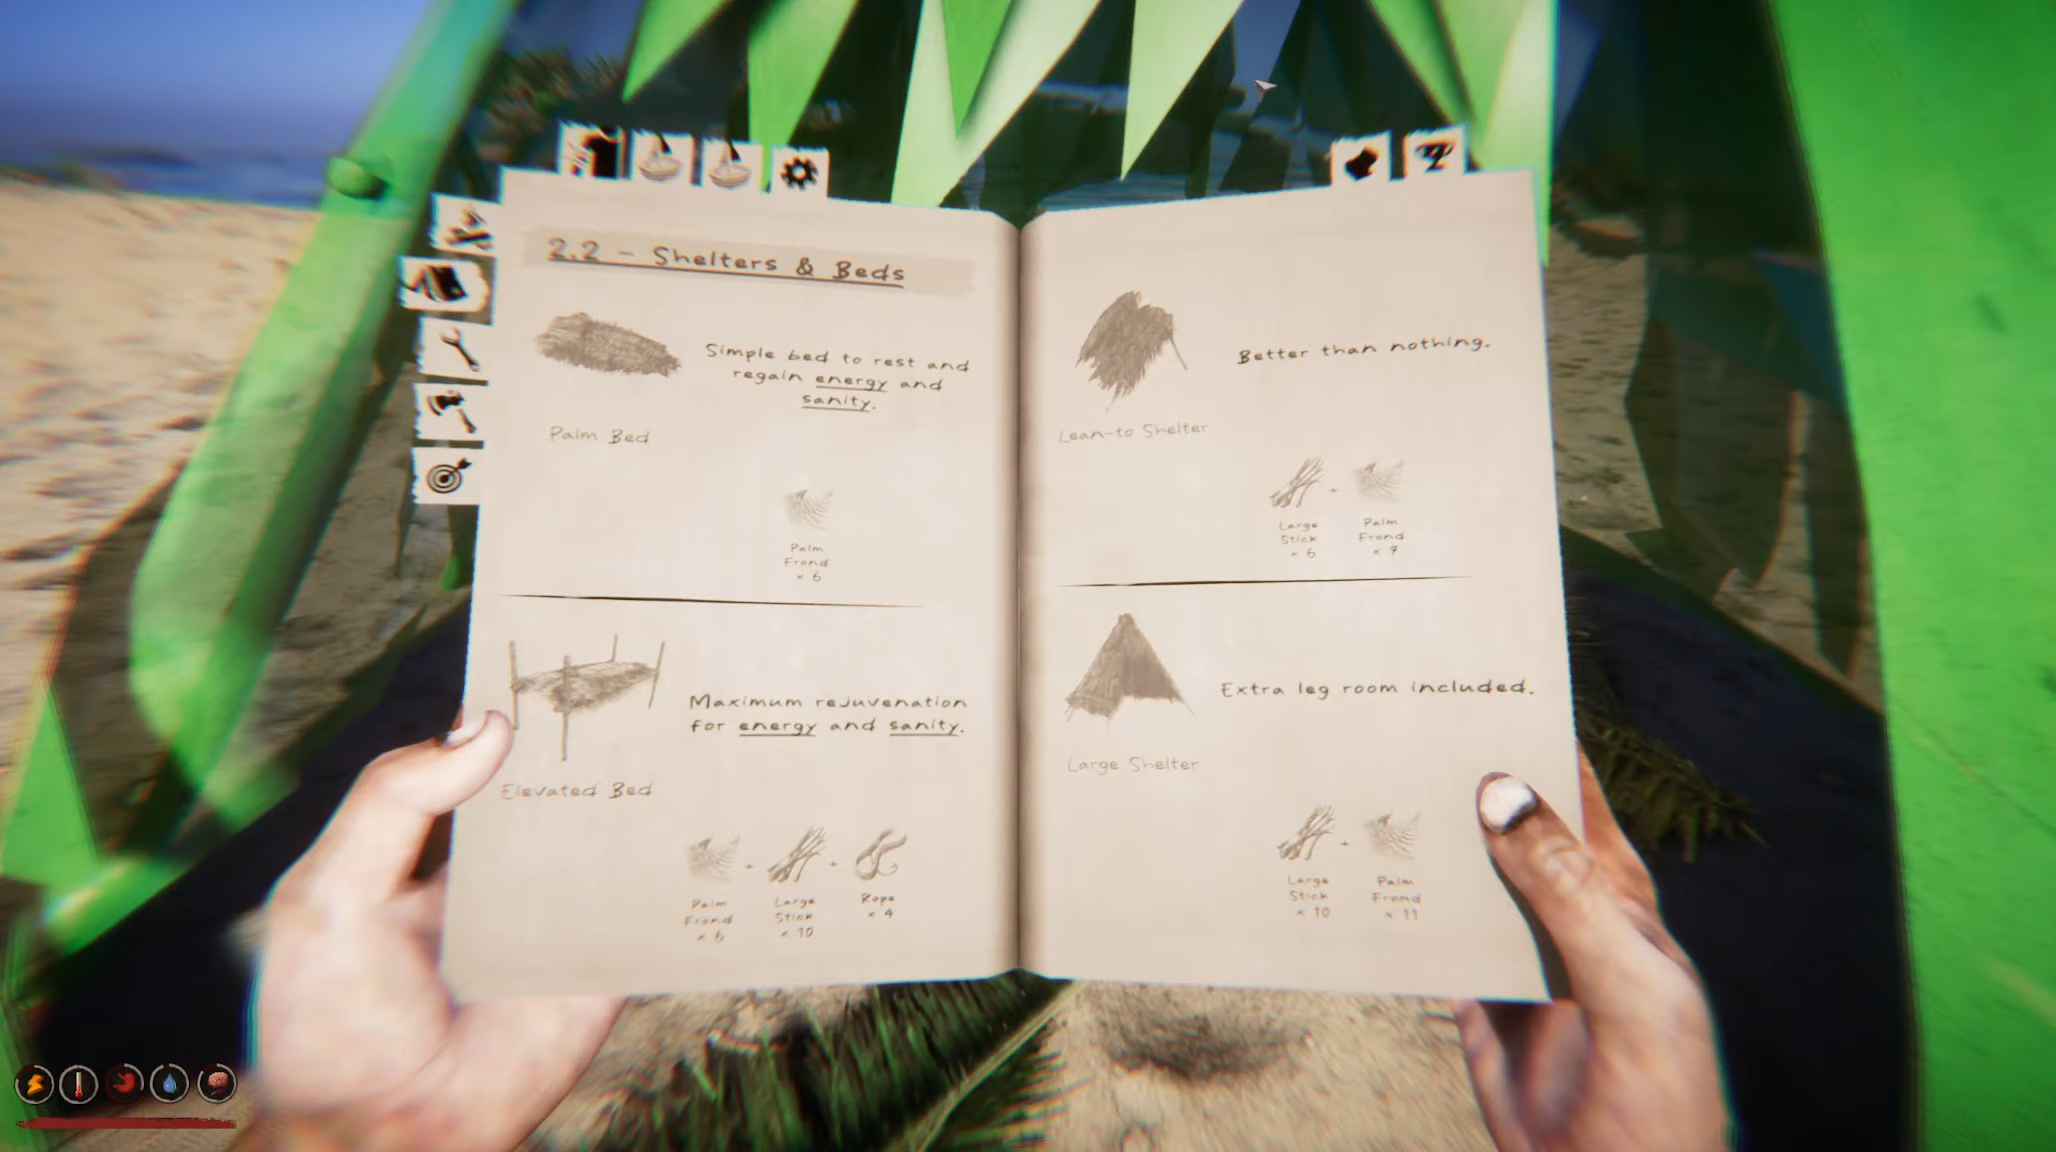 2.2 - Shelters & Beds
Simple bed to rest and
regain energy and
sanity.
Palm Bed
Palm
Frond
x 6
Maximum rejuvenation
for energy and sanity.
Elevated Bed
Palm
Frond
x 6
Large
Stick
x 10
Rope
x 4
Better than nothing.
Lean-to Shelter
Large
Stick
x 6
Palm
Frond
x 7
Extra leg room included.
Large Shelter
Large
Stick
x 10
Palm
Frond
x 11